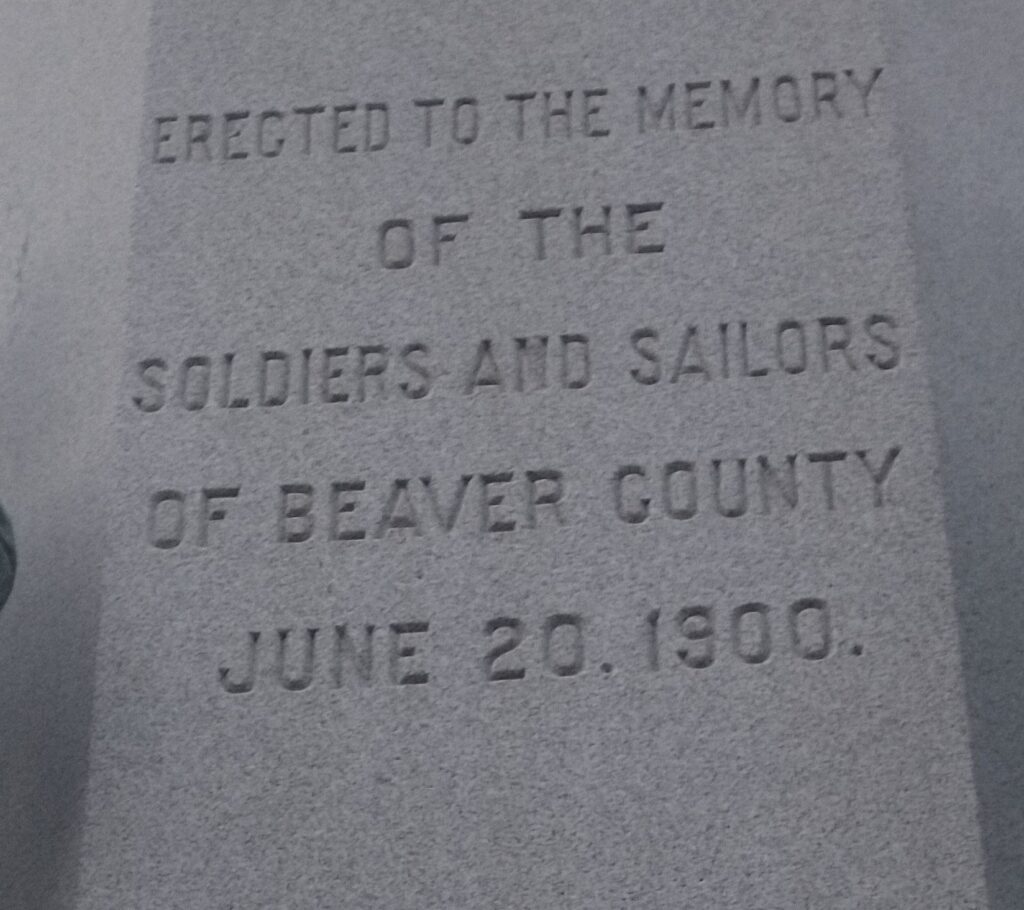 ERECTED TO THE MEMORY
OF THE
SOLDIERS AND SAILORS
OF BEAVER COUNTY
JUNE 20. 1900.